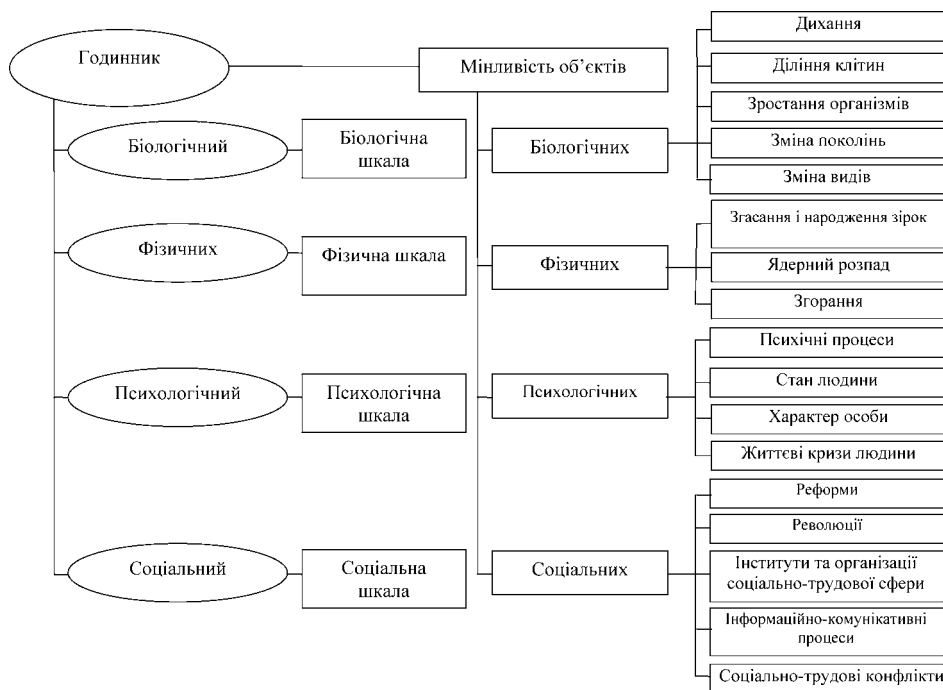 Годинник
Мінливість об’єктів
Дихання
Діління клітин
Зростання організмів
Зміна поколінь
Зміна видів
Біологічний
Біологічна
шкала
Біологічних
Згасання і народження зірок
Ядерний розпад
Згорання
Фізичних
Фізична шкала
Фізичних
Психічні процеси
Стан людини
Характер особи
Життєві кризи людини
Психологічний
Психологічна
шкала
Психологічних
Реформи
Революції
Інститути та організації
соціально-трудової сфери
Інформаційно-комунікативні
процеси
Соціально-трудові конфлікти
Соціальний
Соціальна
шкала
Соціальних